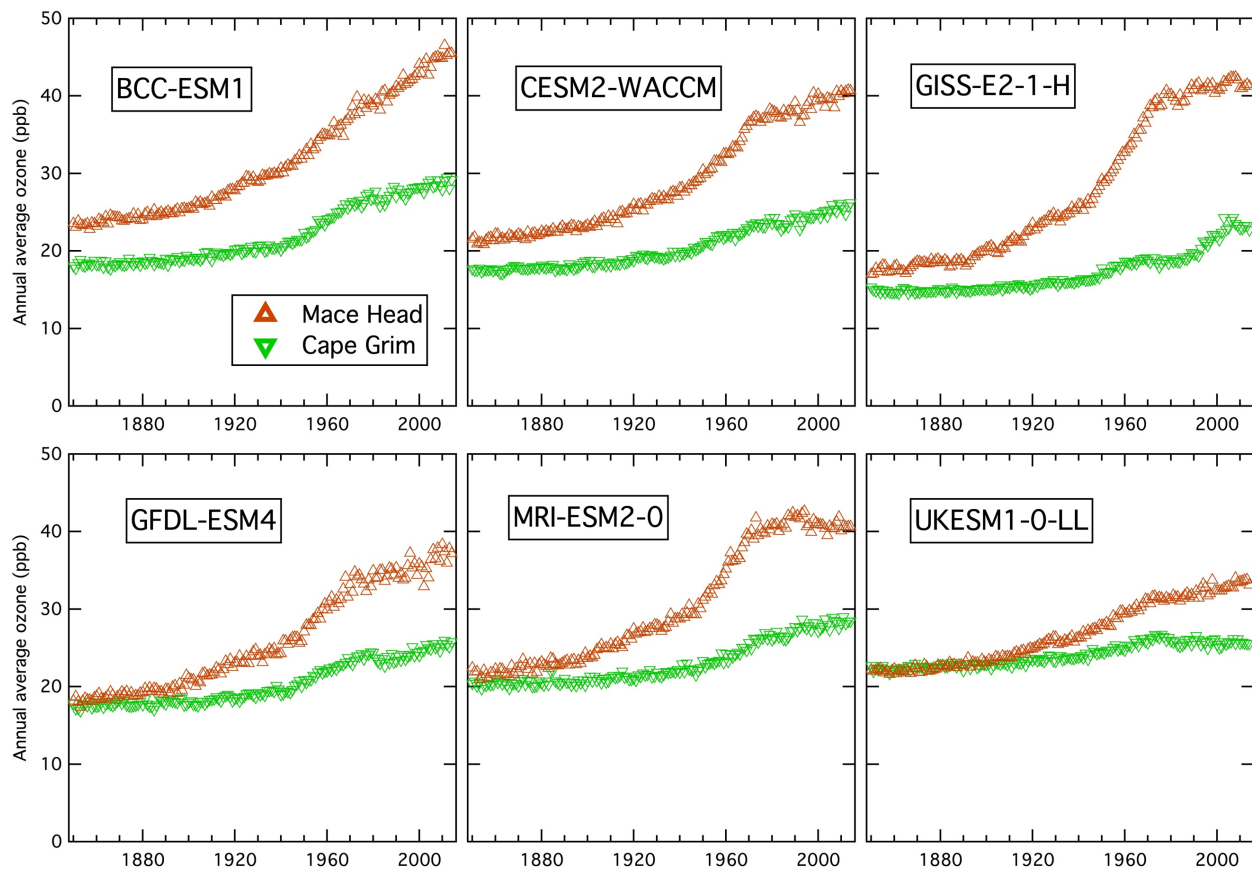 50
40
30
20
10
0
Annual average ozone (ppb)
BCC-ESM1
Mace Head
Cape Grim
1880 1920 1960 2000
CESM2-WACCM
1880 1920 1960 2000
GISS-E2-1-H
1880 1920 1960 2000
50
40
30
20
10
0
Annual average ozone (ppb)
GFDL-ESM4
1880 1920 1960 2000
MRI-ESM2-0
1880 1920 1960 2000
UKESM1-0-LL
1880 1920 1960 2000